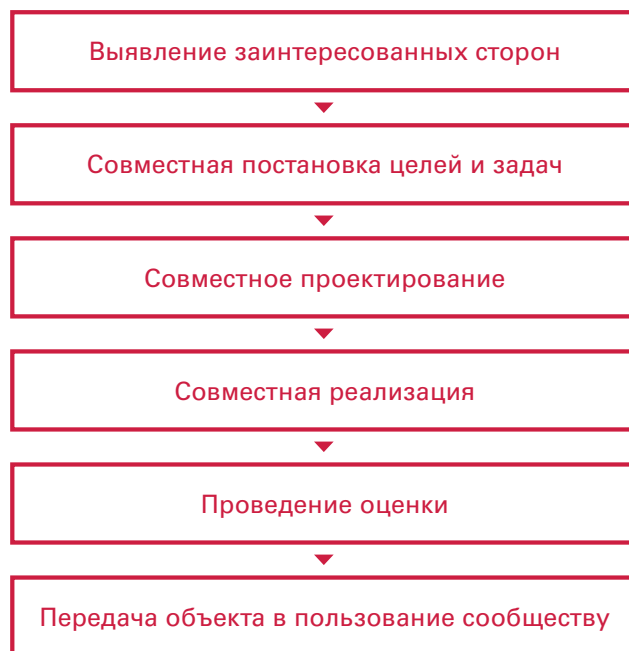 Выявление заинтересованных сторон
Совместная постановка целей и задач
Совместное проектирование
Совместная реализация
Проведение оценки
Передача объекта в пользование сообществу